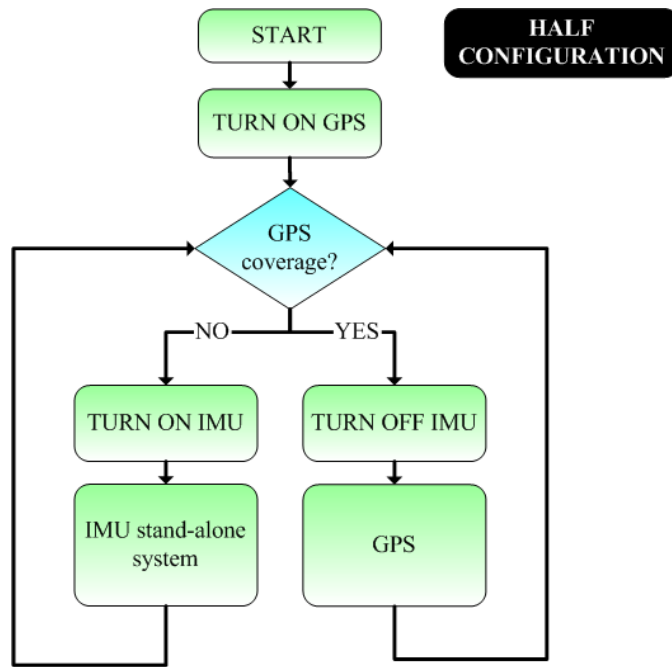 START
HALF
CONFIGURATION
TURN ON GPS
GPS
coverage?
NO
YES
TURN ON IMU
TURN OFF IMU
IMU stand-alone
system
GPS